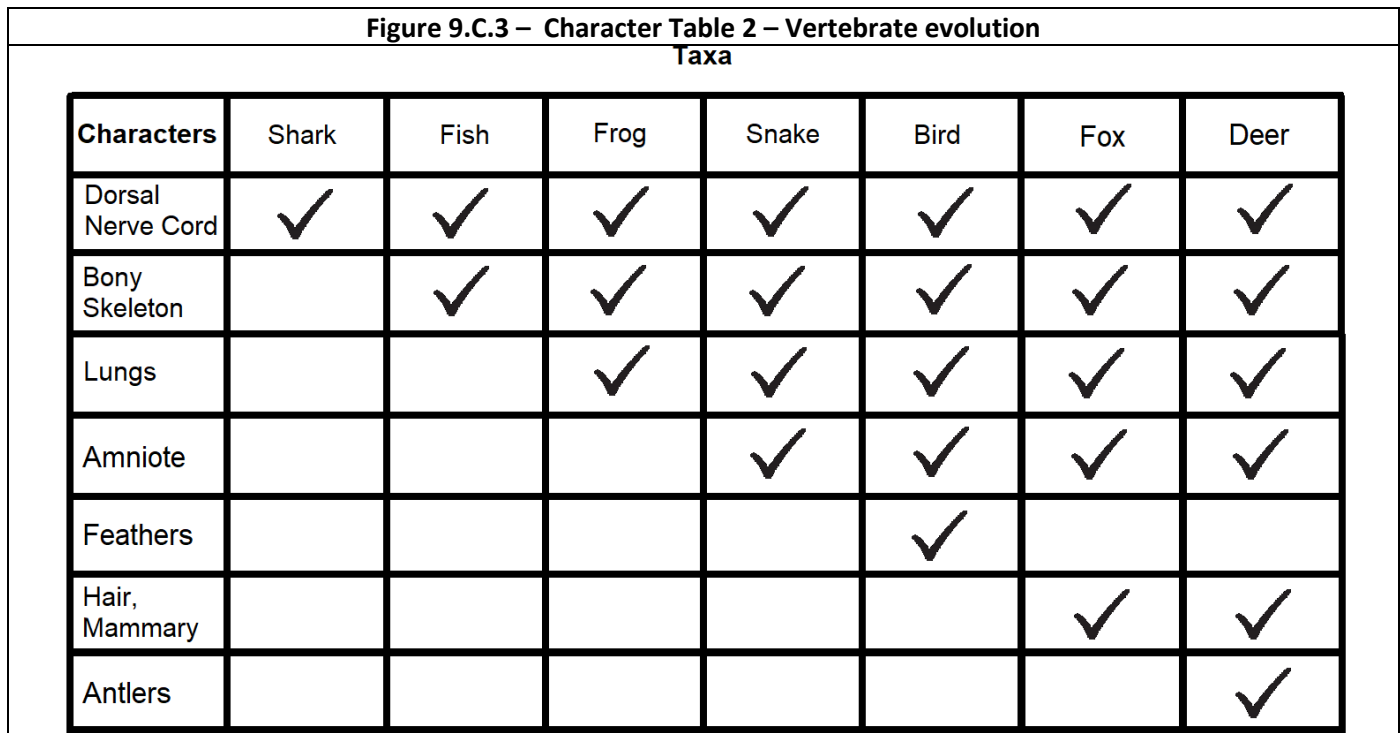 Figure 9.C.3 – Character Table 2 – Vertebrate evolution
Taxa
Characters Shark Fish Frog Snake Bird Fox Deer
Dorsal
Nerve Cord ✓ ✓ ✓ ✓ ✓ ✓ ✓
Bony
Skeleton ✓ ✓ ✓ ✓ ✓ ✓
Lungs ✓ ✓ ✓ ✓ ✓
Amniote ✓ ✓ ✓ ✓
Feathers ✓
Hair,
Mammary ✓ ✓
Antlers ✓